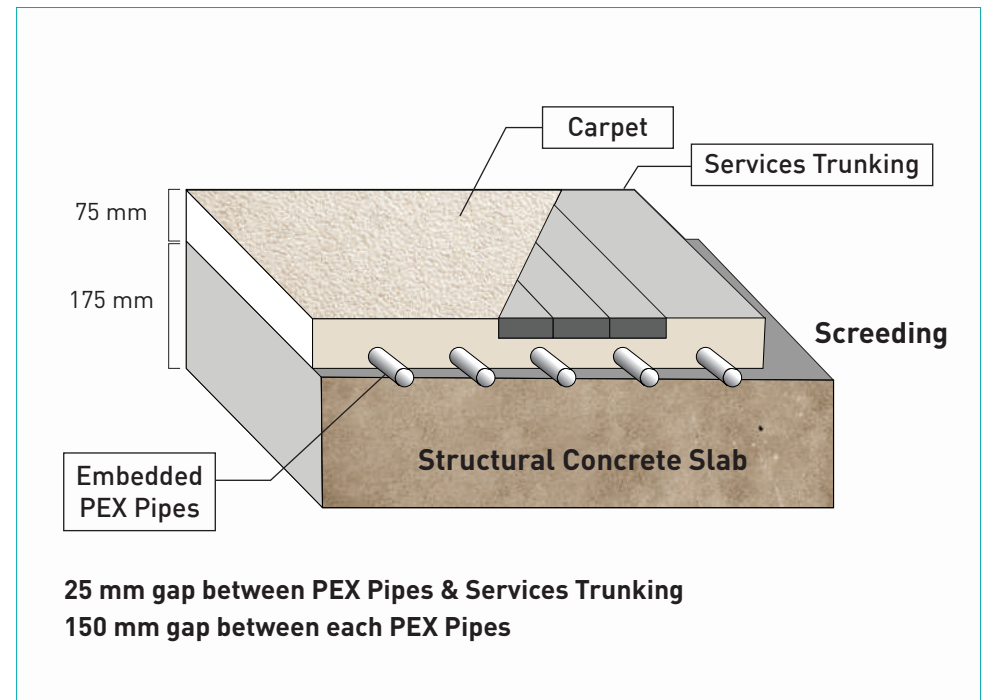 Carpet
Services Trunking
75 mm
175 mm
Screeding
Structural Concrete Slab
Embedded
PEX Pipes
25 mm gap between PEX Pipes & Services Trunking
150 mm gap between each PEX Pipes